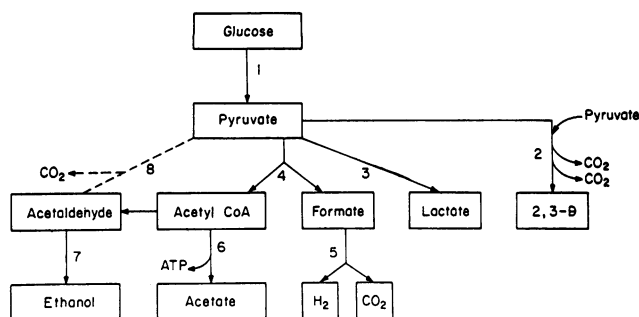 Glucose
1
Pyruvate
Pyruvate
CO2
8
4
3
2
CO2
CO2
Acetaldehyde
Acetyl CoA
Formate
Lactate
2,3-B
7
6
5
ATP
Ethanol
Acetate
H2
CO2